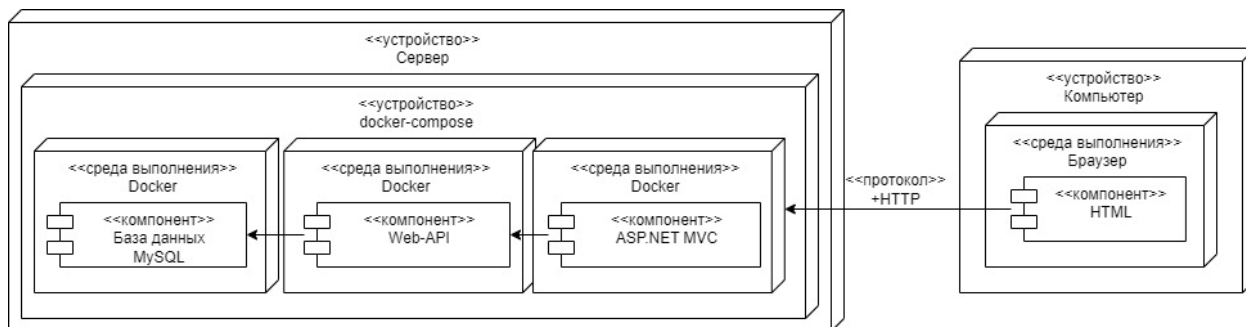 <<устройство>>
Сервер
<<устройство>>
docker-compose
<<среда выполнения>>
Docker
<<компонент>>
База данных
MySQL
<<среда выполнения>>
Docker
<<компонент>>
Web-API
<<среда выполнения>>
Docker
<<компонент>>
ASP.NET MVC
<<протокол>>
+HTTP
<<устройство>>
Компьютер
<<среда выполнения>>
Браузер
<<компонент>>
HTML